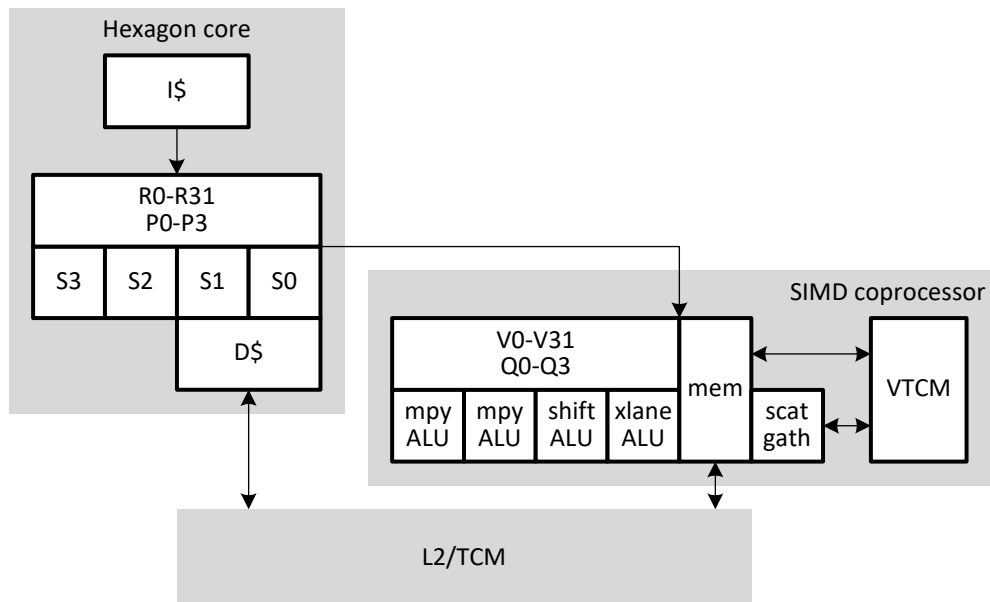 Hexagon core
I$
R0-R31
P0-P3
S3
S2
S1
S0
D$
SIMD coprocessor
V0-V31
Q0-Q3
mpy
ALU
mpy
ALU
shift
ALU
xlane
ALU
mem
scat
gath
VTCM
L2/TCM